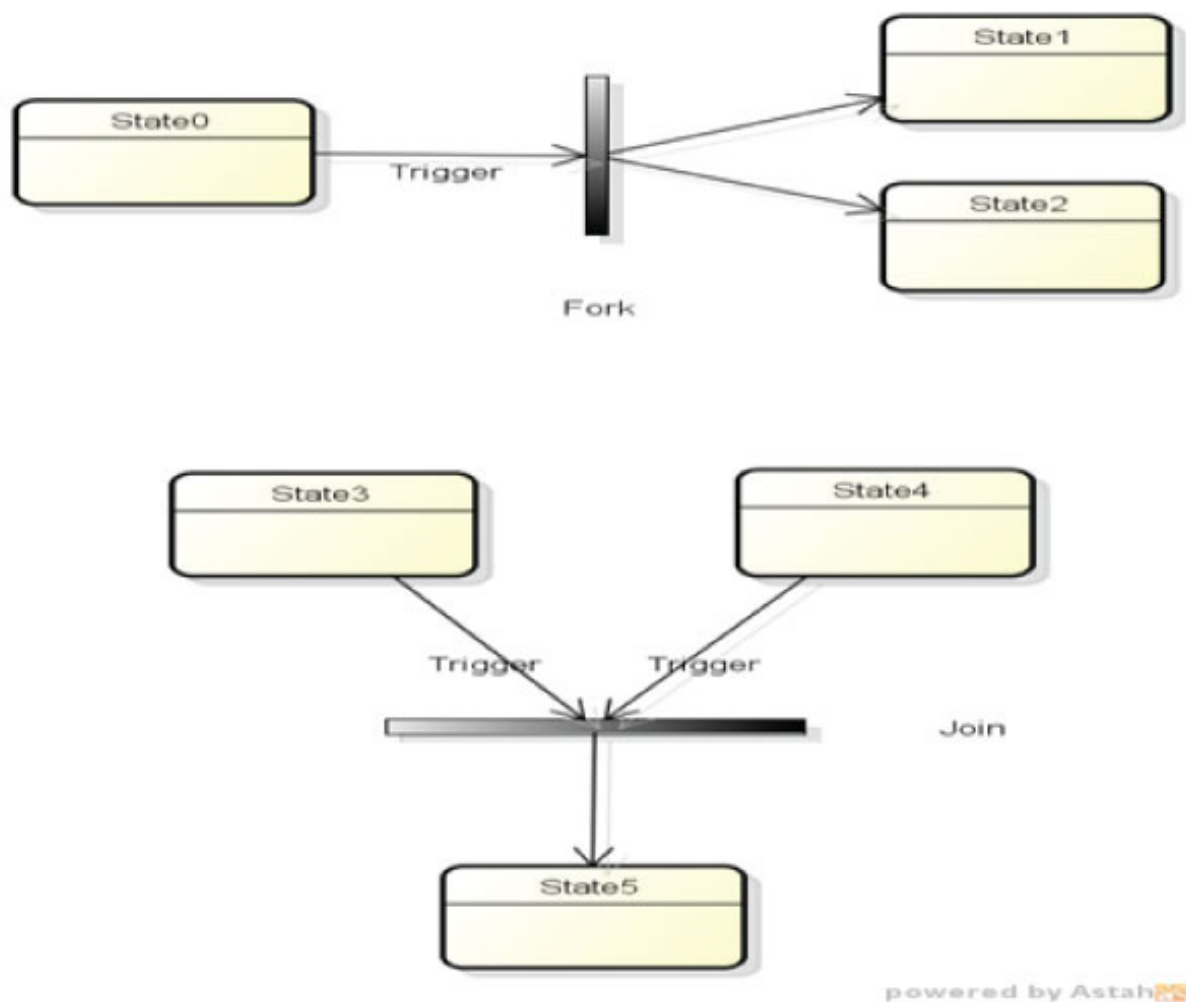 State1
State0
Trigger
State2
Fork
State3
State4
Trigger
Trigger
Join
State5
powered by Astah